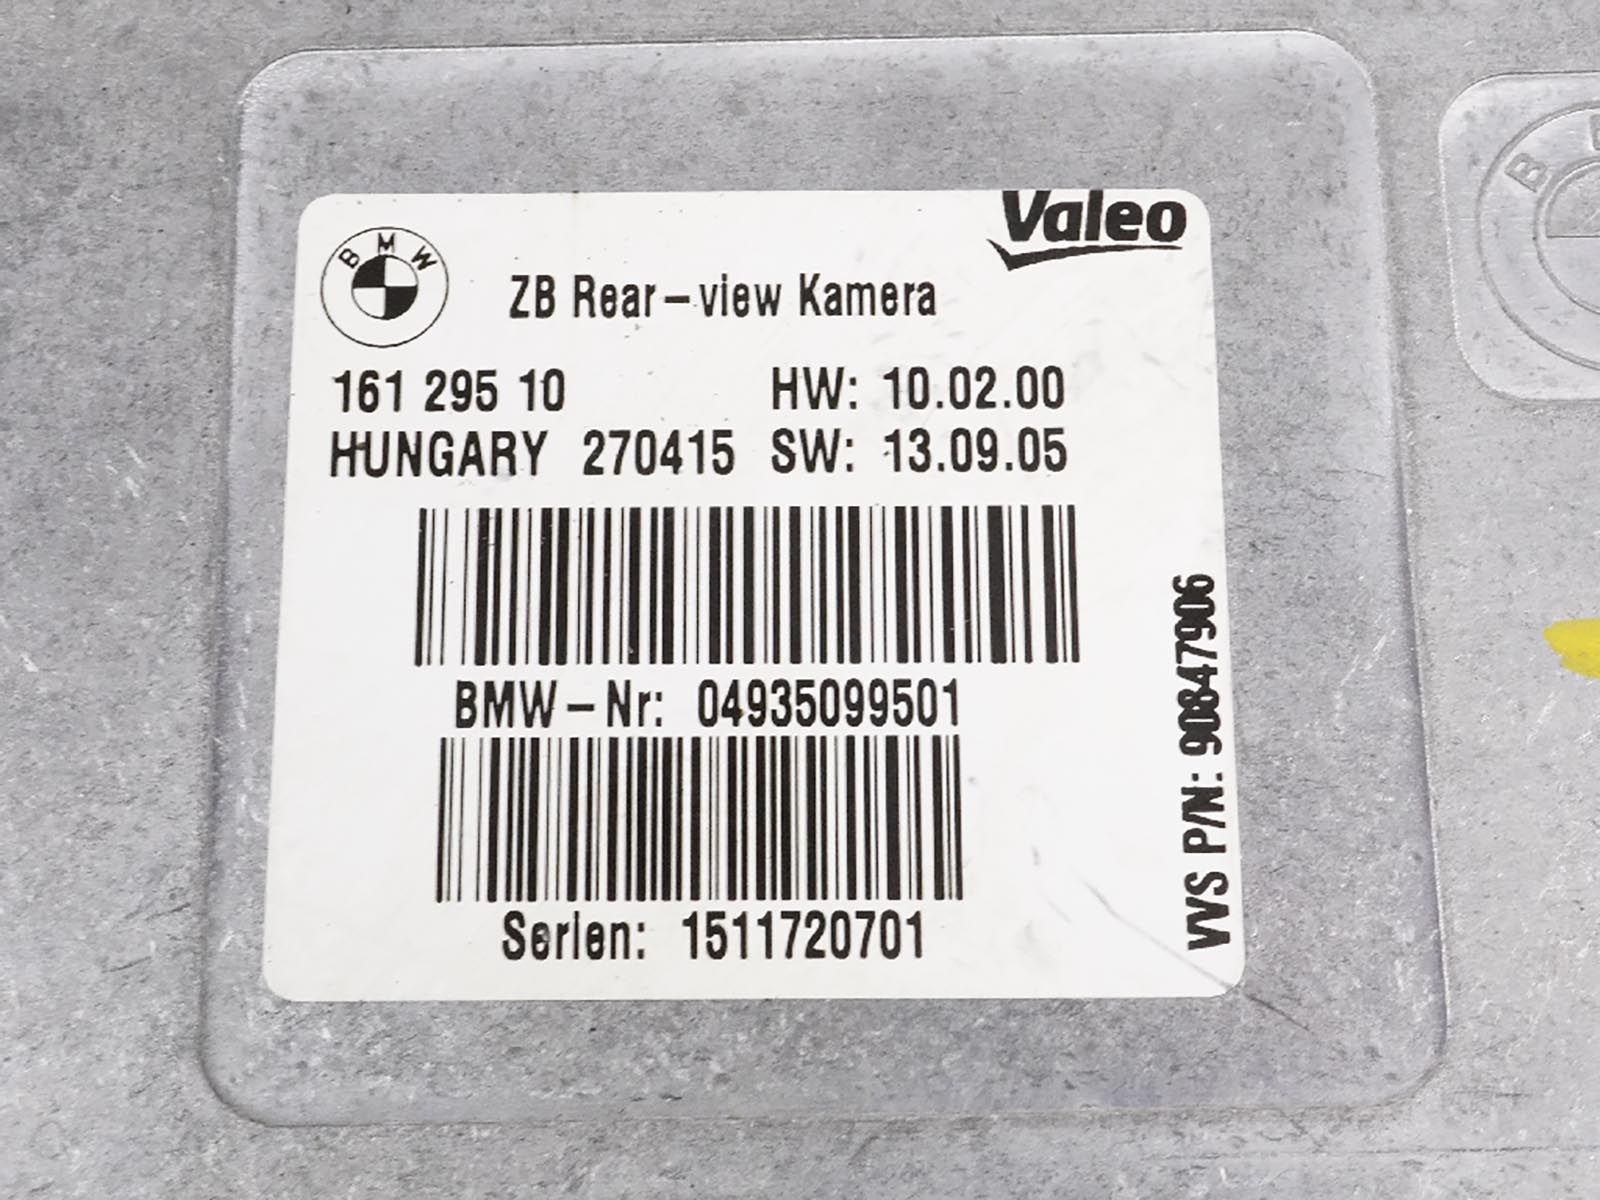 BMW
Valeo
ZB Rear-view Kamera
161 295 10 HW: 10.02.00
HUNGARY 270415 SW: 13.09.05
BMW-Nr: 04935099501
Serien: 1511720701
VVS P/N: 90847906
B